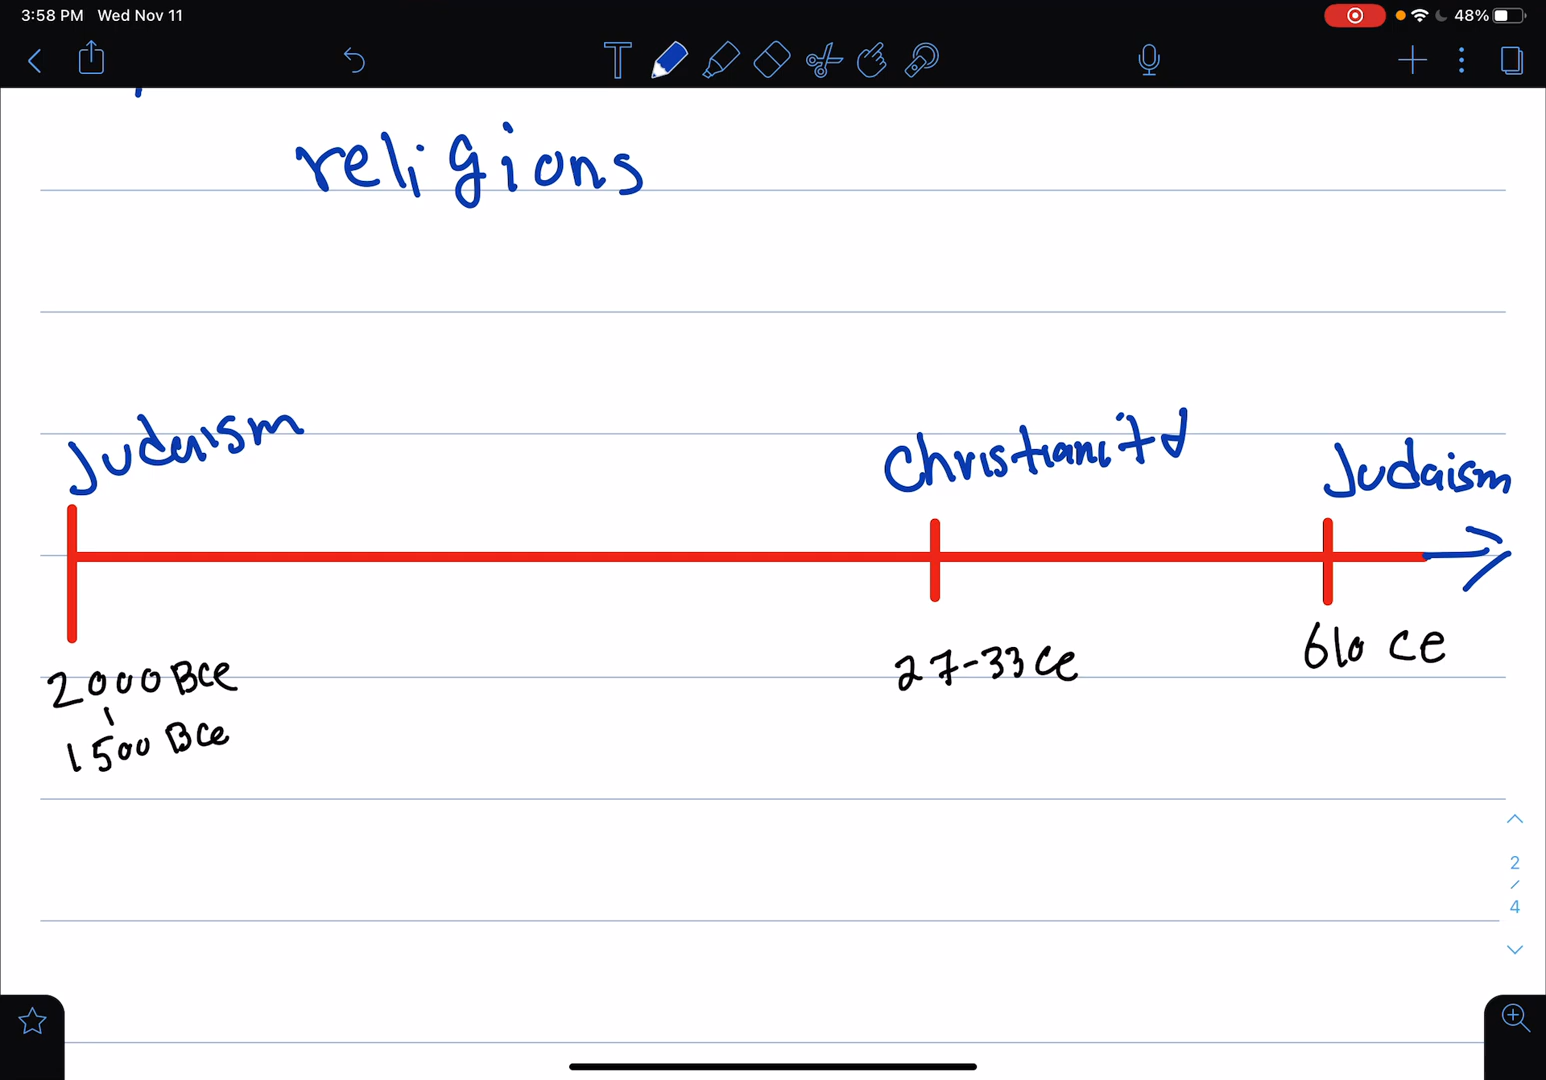 3:58 PM Wed Nov 11 48%
T
religions
Judaism Christianity Judaism
2000 BCE 27-33 CE 610 CE
1500 BCE
2
/
4